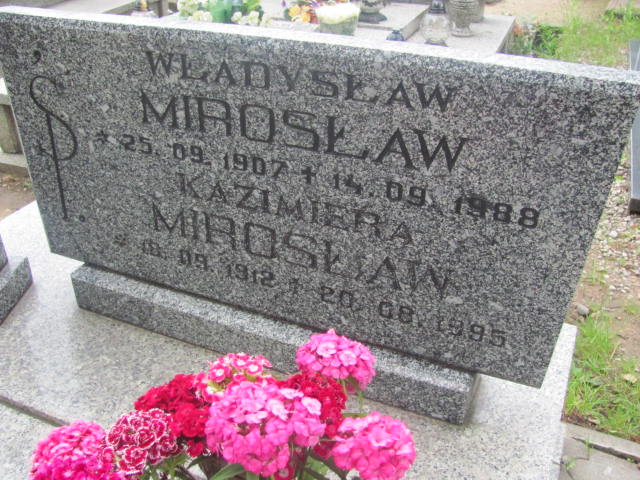 Ś.P.
WŁADYSŁAW
MIROSŁAW
* 25.09.1907 † 14.09.1988
KAZIMIERA
MIROSŁAW
* 18.09.1912 † 20.08.1995